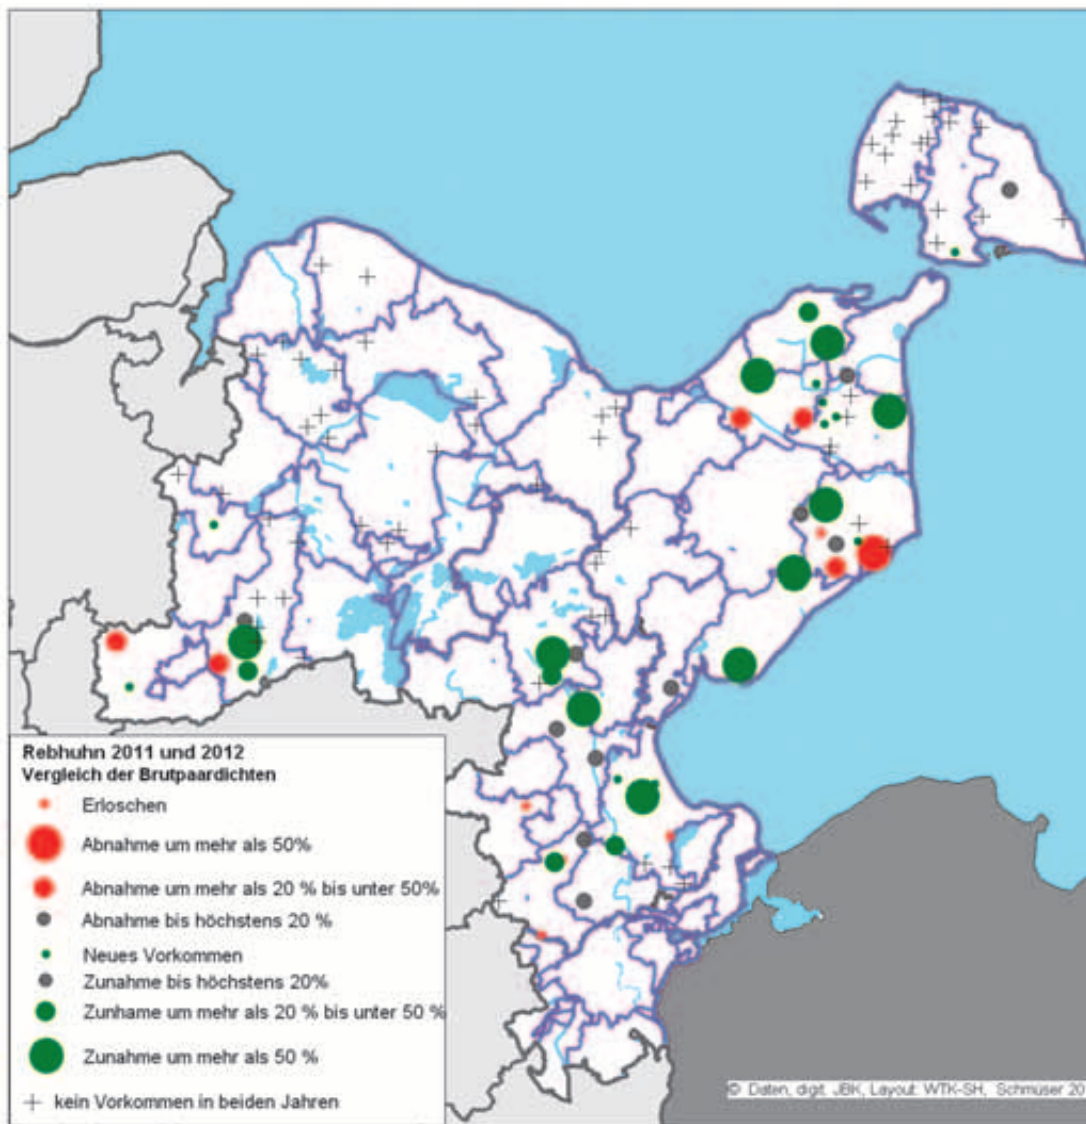 Rebhuhn 2011 und 2012
Vergleich der Brutpaardichten
Erloschen
Abnahme um mehr als 50%
Abnahme um mehr als 20 % bis unter 50%
Abnahme bis höchstens 20 %
Neues Vorkommen
Zunahme bis höchstens 20%
Zunhame um mehr als 20 % bis unter 50 %
Zunahme um mehr als 50 %
kein Vorkommen in beiden Jahren
© Daten, digit. JBK, Layout: WTK-SH, Schmüser 20